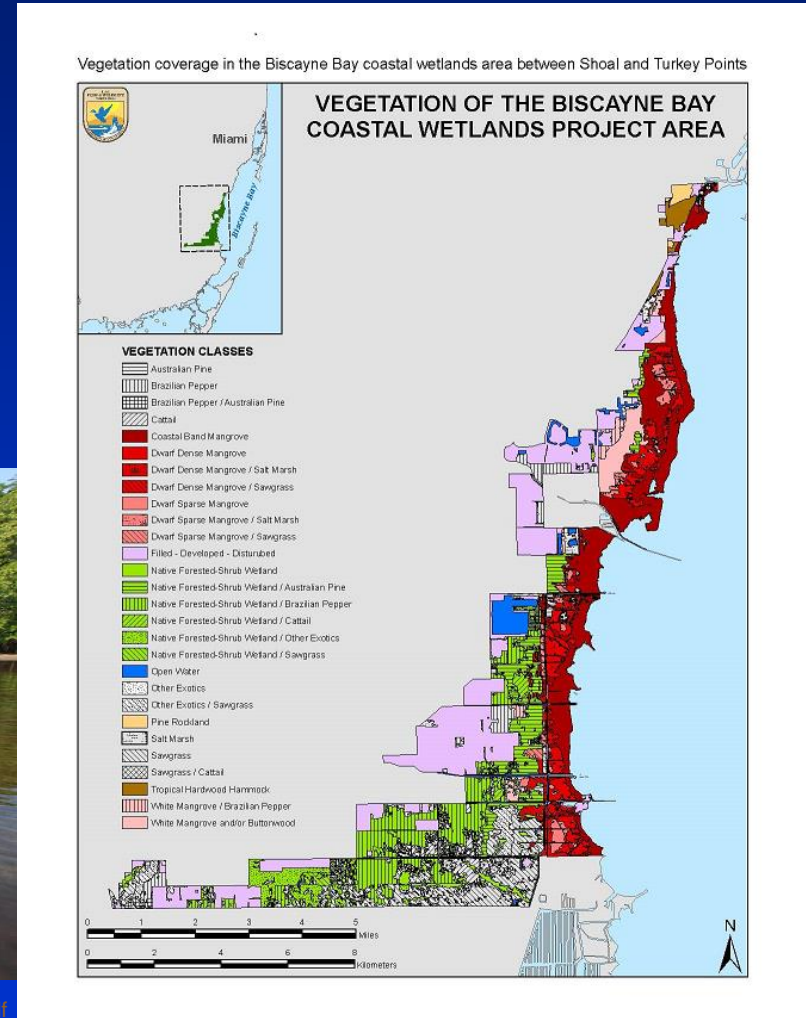 Vegetation coverage in the Biscayne Bay coastal wetlands area between Shoal and Turkey Points
VEGETATION OF THE BISCAYNE BAY
COASTAL WETLANDS PROJECT AREA
Miami
Biscayne Bay
VEGETATION CLASSES
Australian Pine
Brazilian Pepper
Brazilian Pepper / Australian Pine
Cattail
Coastal Band Mangrove
Dwarf Dense Mangrove
Dwarf Dense Mangrove / Salt Marsh
Dwarf Dense Mangrove / Sawgrass
Dwarf Sparse Mangrove
Dwarf Sparse Mangrove / Salt Marsh
Dwarf Sparse Mangrove / Sawgrass
Filled - Developed - Disturubed
Native Forested-Shrub Wetland
Native Forested-Shrub Wetland / Australian Pine
Native Forested-Shrub Wetland / Brazilian Pepper
Native Forested-Shrub Wetland / Cattail
Native Forested-Shrub Wetland / Other Exotics
Native Forested-Shrub Wetland / Sawgrass
Open Water
Other Exotics
Other Exotics / Sawgrass
Pine Rockland
Salt Marsh
Sawgrass
Sawgrass / Cattail
Tropical Hardwood Hammock
White Mangrove / Brazilian Pepper
White Mangrove and/or Buttonwood
0 1 2 3 4 5
Miles
0 2 4 6 8
Kilometers
N